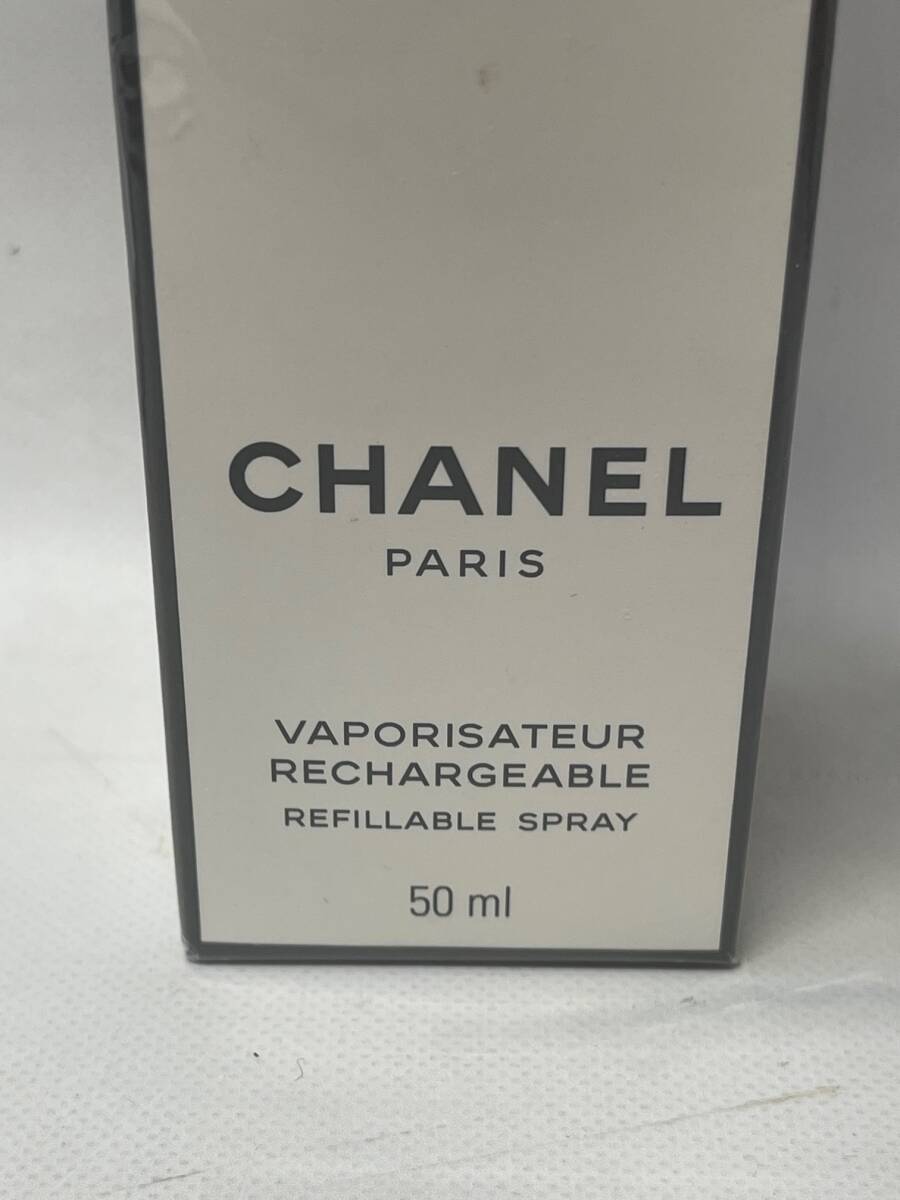 CHANEL
PARIS
VAPORISATEUR
RECHARGEABLE
REFILLABLE SPRAY
50 ml